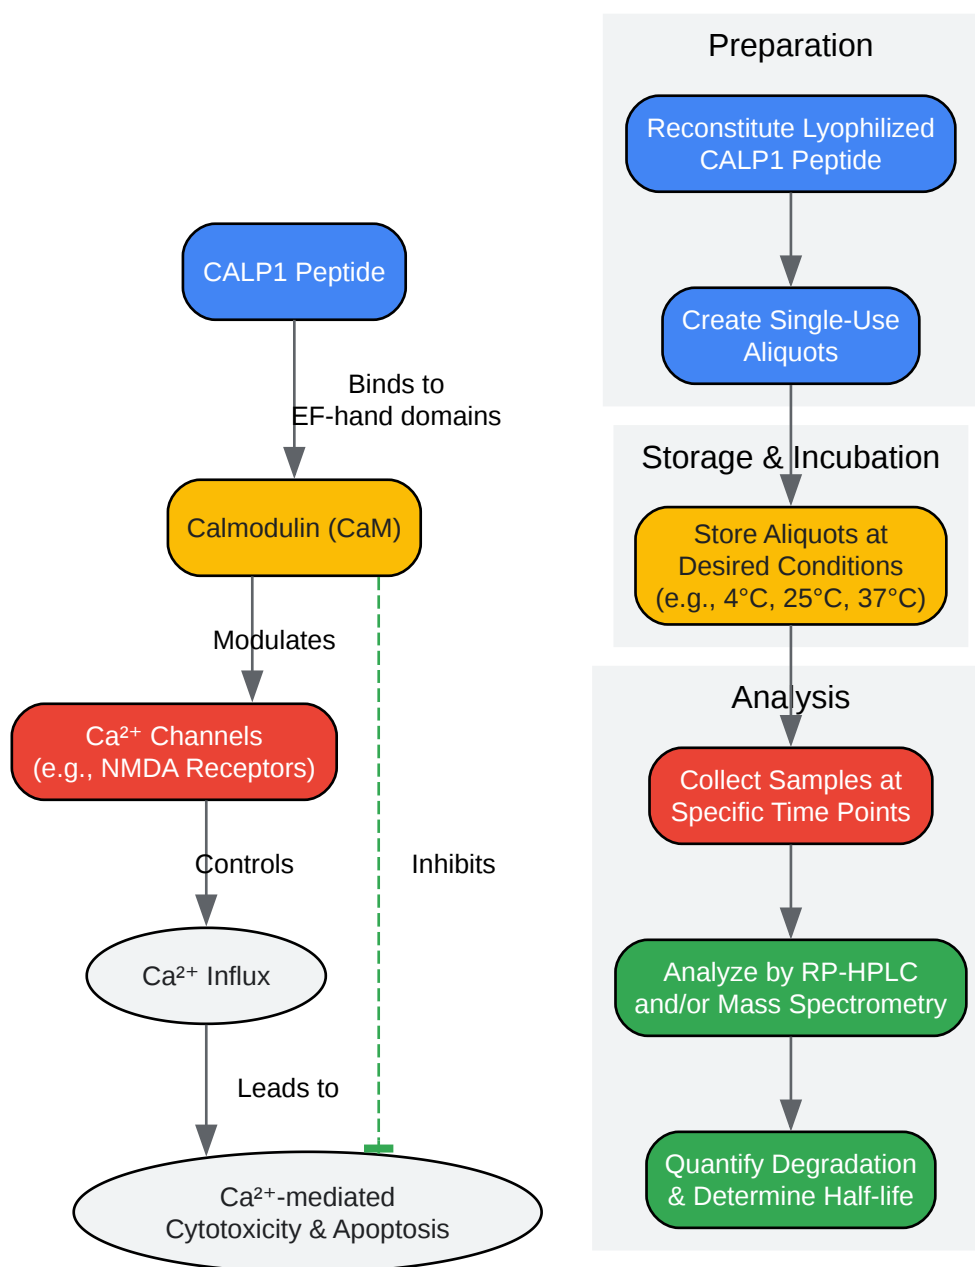 CALP1 Peptide
Binds to
EF-hand domains
Calmodulin (CaM)
Modulates
Ca²⁺ Channels
(e.g., NMDA Receptors)
Controls
Inhibits
Ca²⁺ Influx
Leads to
Ca²⁺-mediated
Cytotoxicity & Apoptosis
Preparation
Reconstitute Lyophilized
CALP1 Peptide
Create Single-Use
Aliquots
Storage & Incubation
Store Aliquots at
Desired Conditions
(e.g., 4°C, 25°C, 37°C)
Analysis
Collect Samples at
Specific Time Points
Analyze by RP-HPLC
and/or Mass Spectrometry
Quantify Degradation
& Determine Half-life